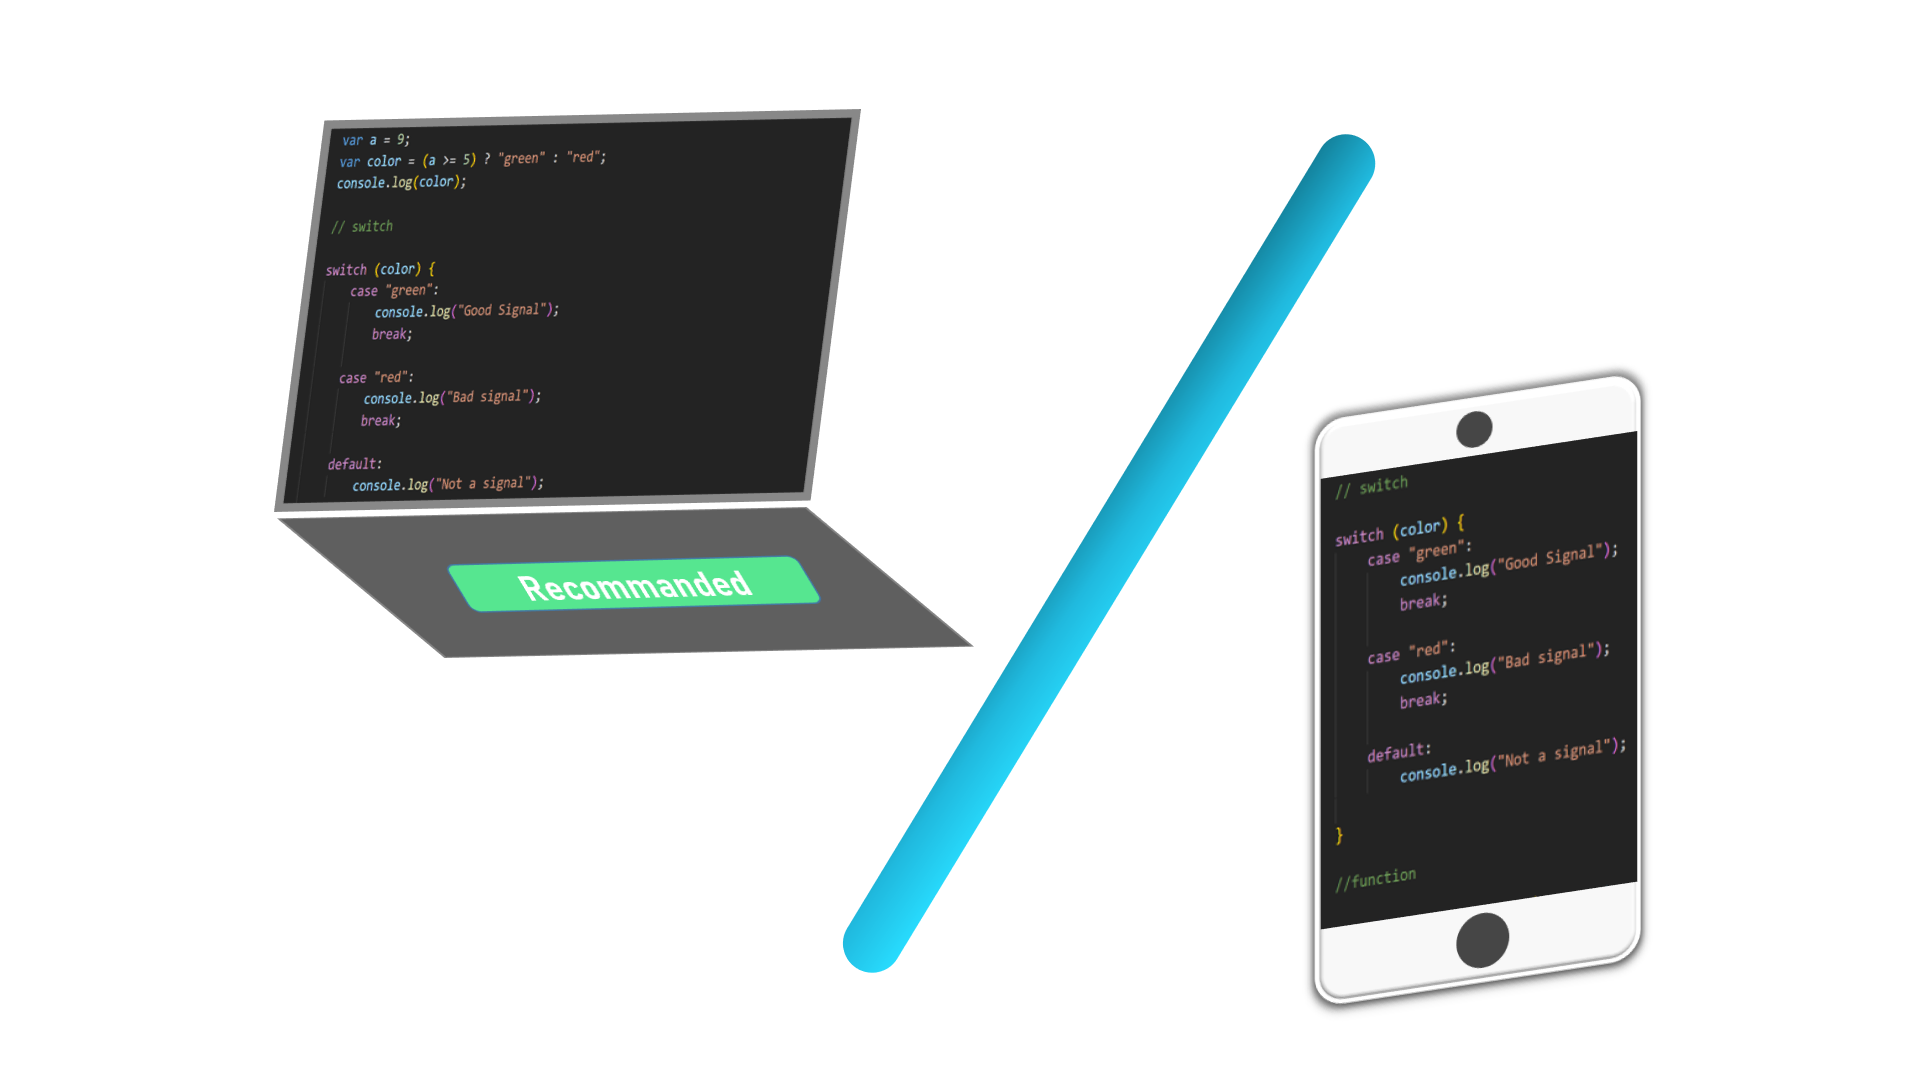 var a = 9;
var color = (a >= 5) ? "green" : "red";
console.log(color);
// switch
switch (color) {
case "green":
console.log("Good Signal");
break;
case "red":
console.log("Bad signal");
break;
default:
console.log("Not a signal");
Recommanded
// switch
switch (color) {
case "green":
console.log("Good Signal");
break;
case "red":
console.log("Bad signal");
break;
default:
console.log("Not a signal");
}
//function